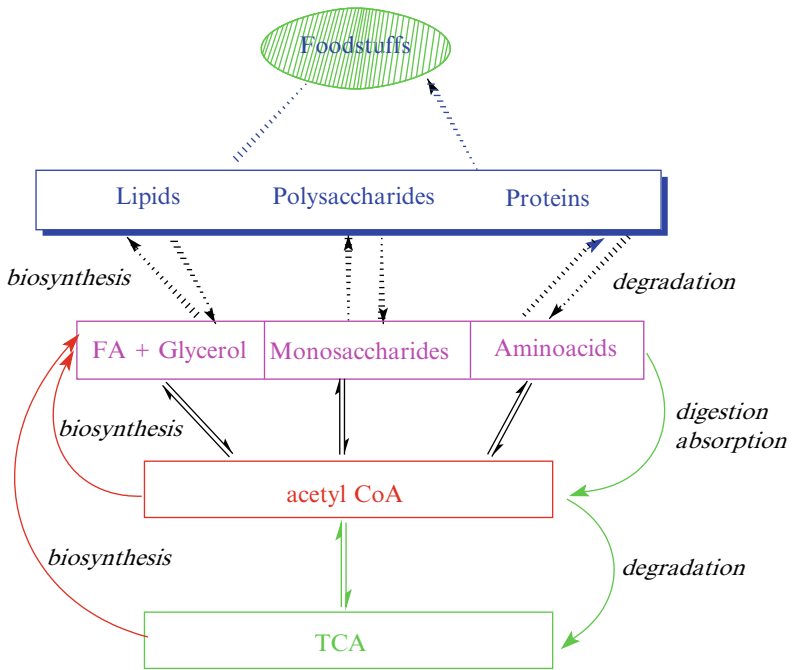 Foodstuffs
Lipids Polysaccharides Proteins
biosynthesis degradation
FA + Glycerol Monosaccharides Aminoacids
biosynthesis
digestion
absorption
acetyl CoA
biosynthesis
degradation
TCA